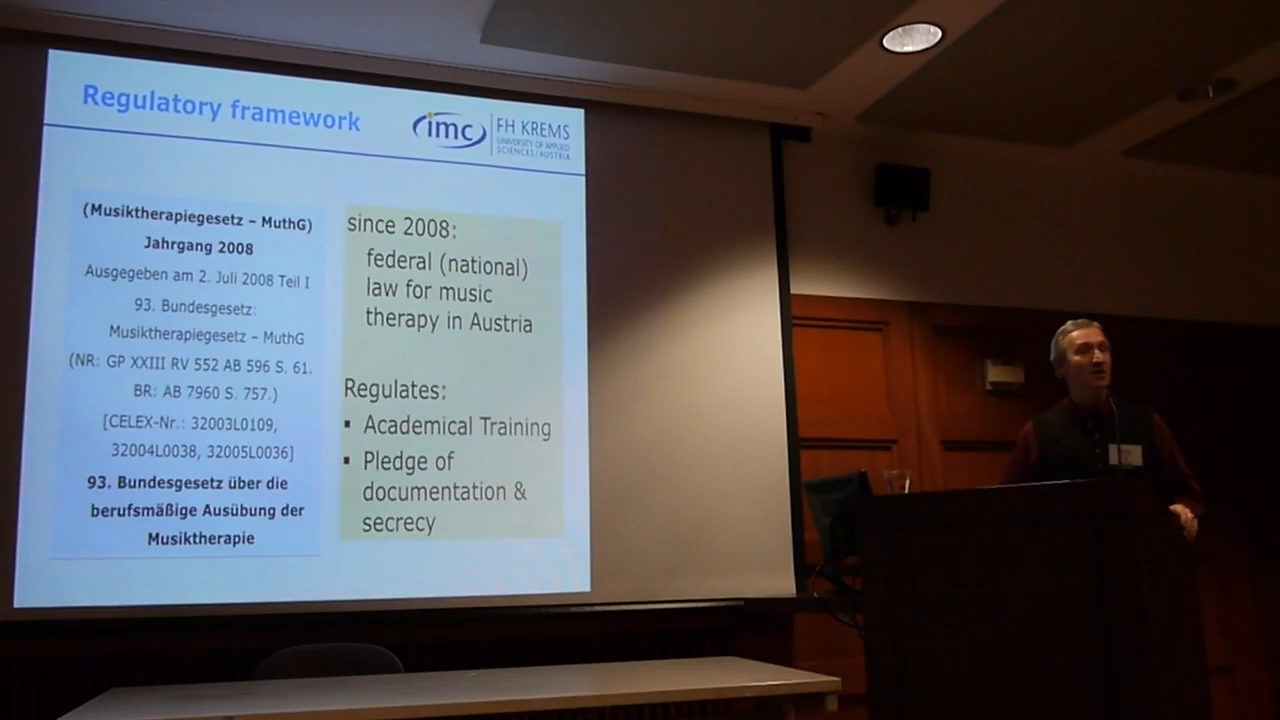 Regulatory framework
imc
FH KREMS
UNIVERSITY OF APPLIED
SCIENCES/AUSTRIA
(Musiktherapiegesetz – MuthG)
Jahrgang 2008
Ausgegeben am 2. Juli 2008 Teil I
93. Bundesgesetz:
Musiktherapiegesetz – MuthG
(NR: GP XXIII RV 552 AB 596 S. 61.
BR: AB 7960 S. 757.)
[CELEX-Nr.: 32003L0109,
32004L0038, 32005L0036]
93. Bundesgesetz über die
berufsmäßige Ausübung der
Musiktherapie
since 2008:
federal (national)
law for music
therapy in Austria
Regulates:
▪ Academical Training
▪ Pledge of
documentation &
secrecy